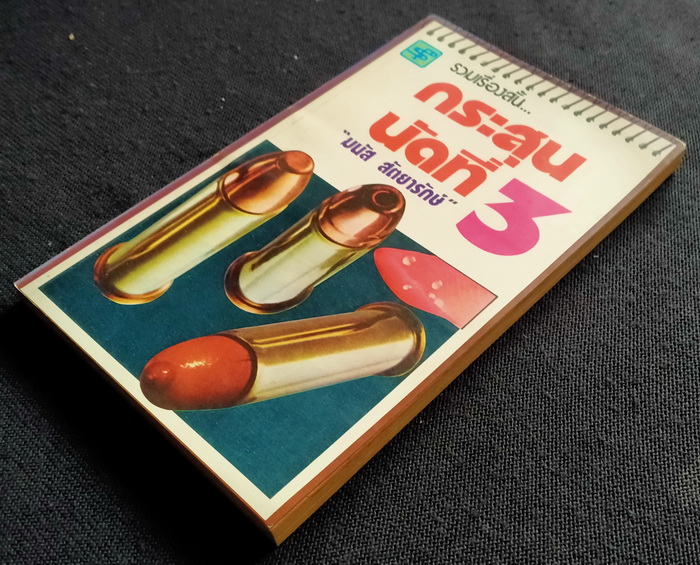 รวมเรื่องสั้น...
กระสุน
นัดที่ 3
"มนัส สัตยารักษ์"